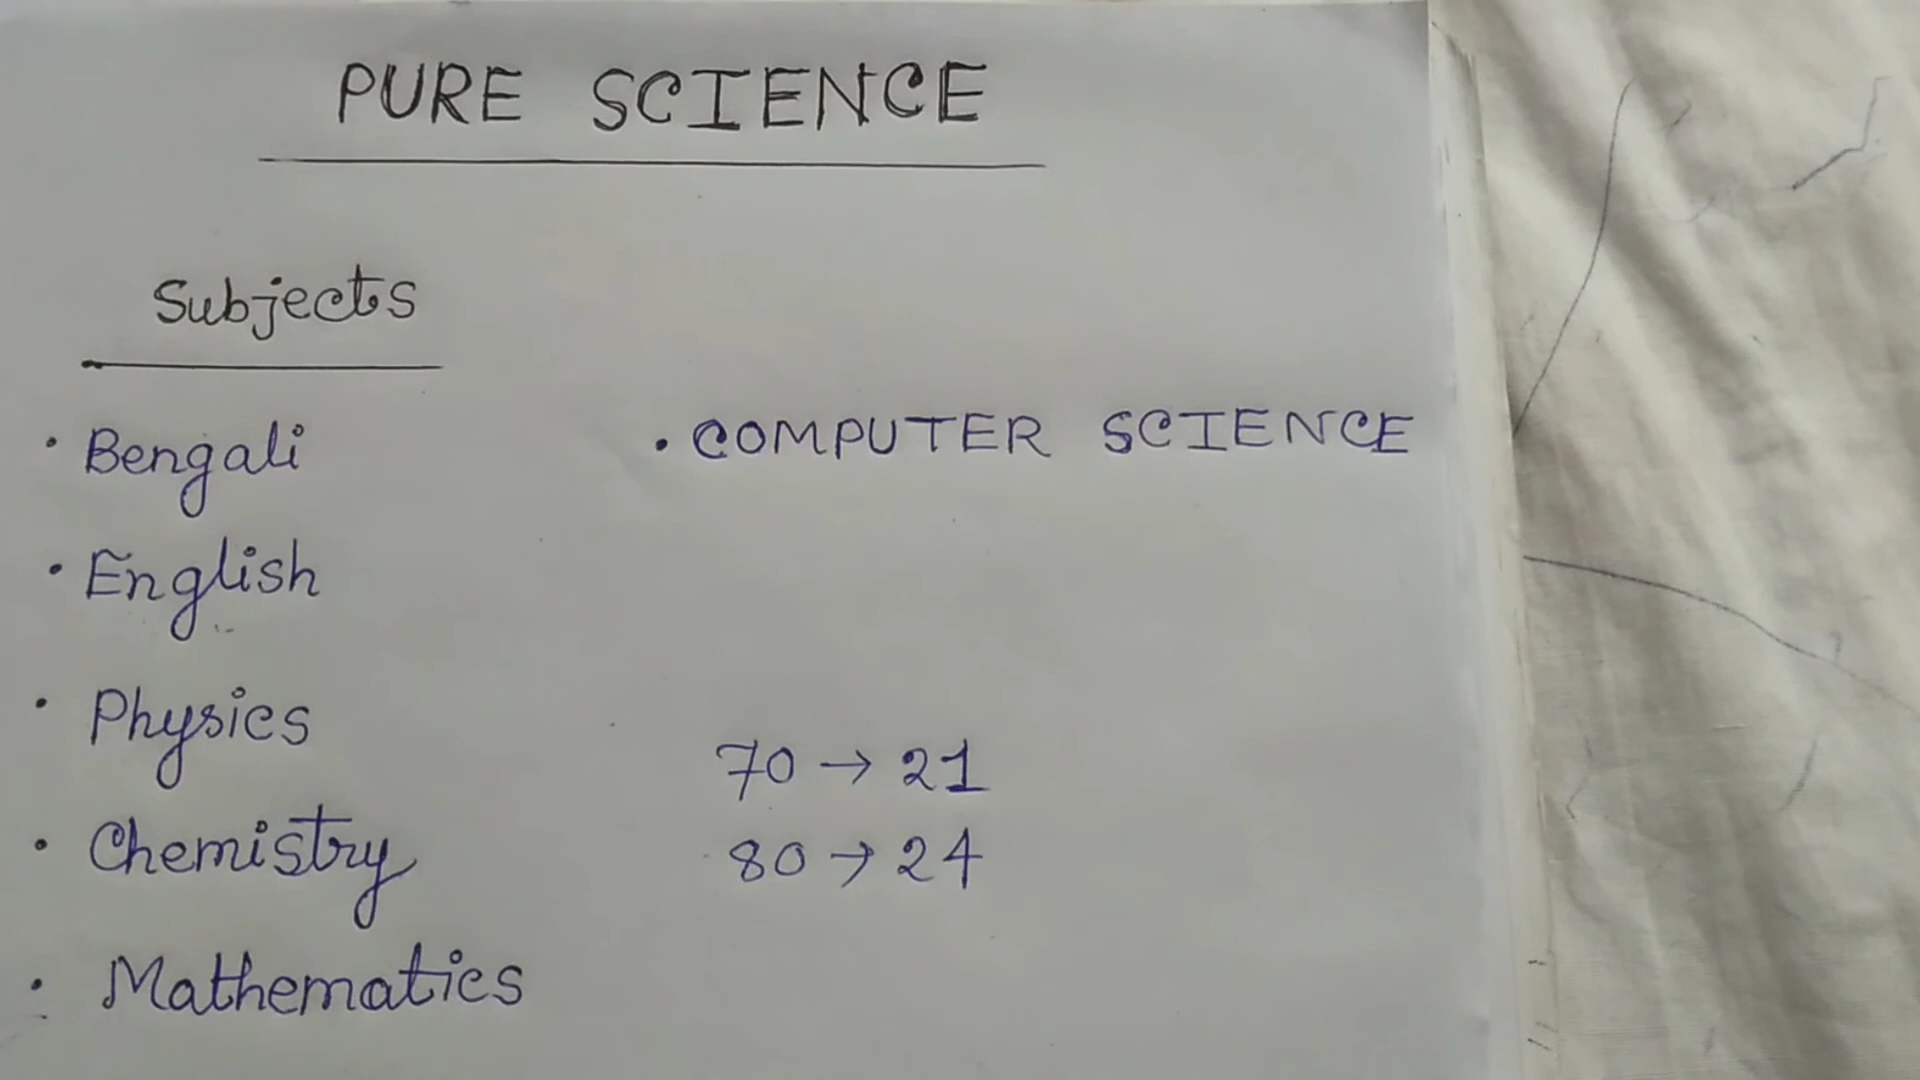 PURE SCIENCE
Subjects
• Bengali
• English
• Physics
• Chemistry
• Mathematics
• COMPUTER SCIENCE
70 → 21
80 → 24